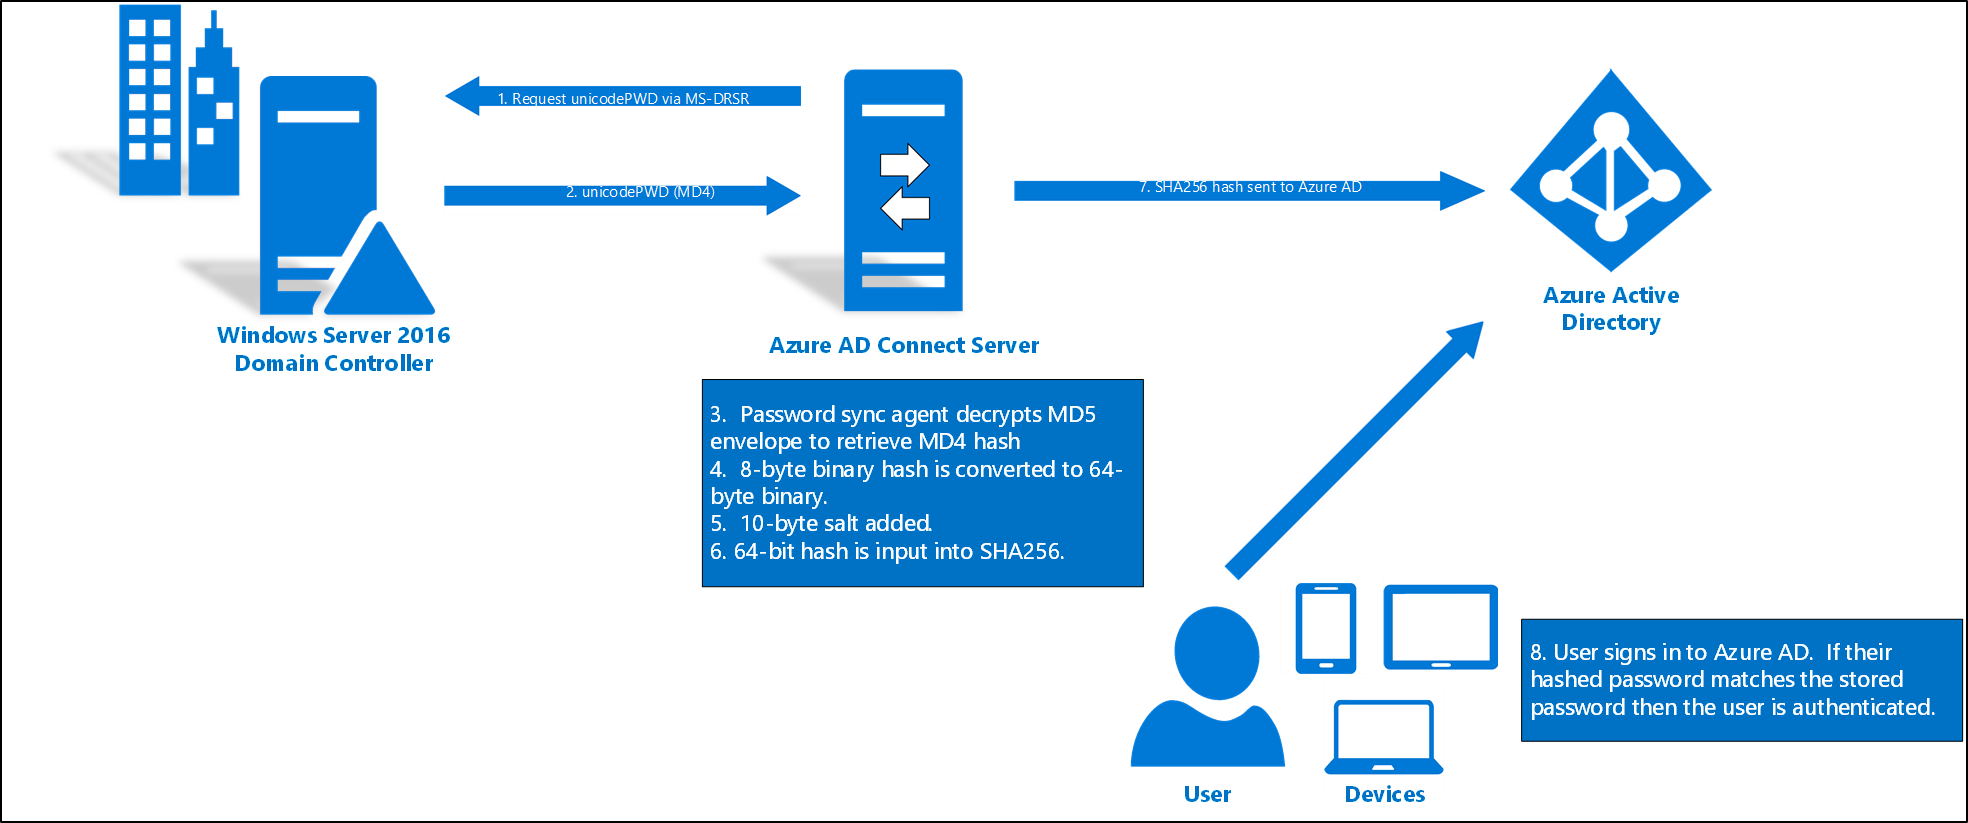 1. Request unicodePWD via MS-DRSR
2. unicodePWD (MD4)
7. SHA256 hash sent to Azure AD
Windows Server 2016
Domain Controller
Azure AD Connect Server
Azure Active
Directory
3.  Password sync agent decrypts MD5
envelope to retrieve MD4 hash
4.  8-byte binary hash is converted to 64-
byte binary.
5.  10-byte salt added.
6. 64-bit hash is input into SHA256.
8. User signs in to Azure AD.  If their
hashed password matches the stored
password then the user is authenticated.
User
Devices